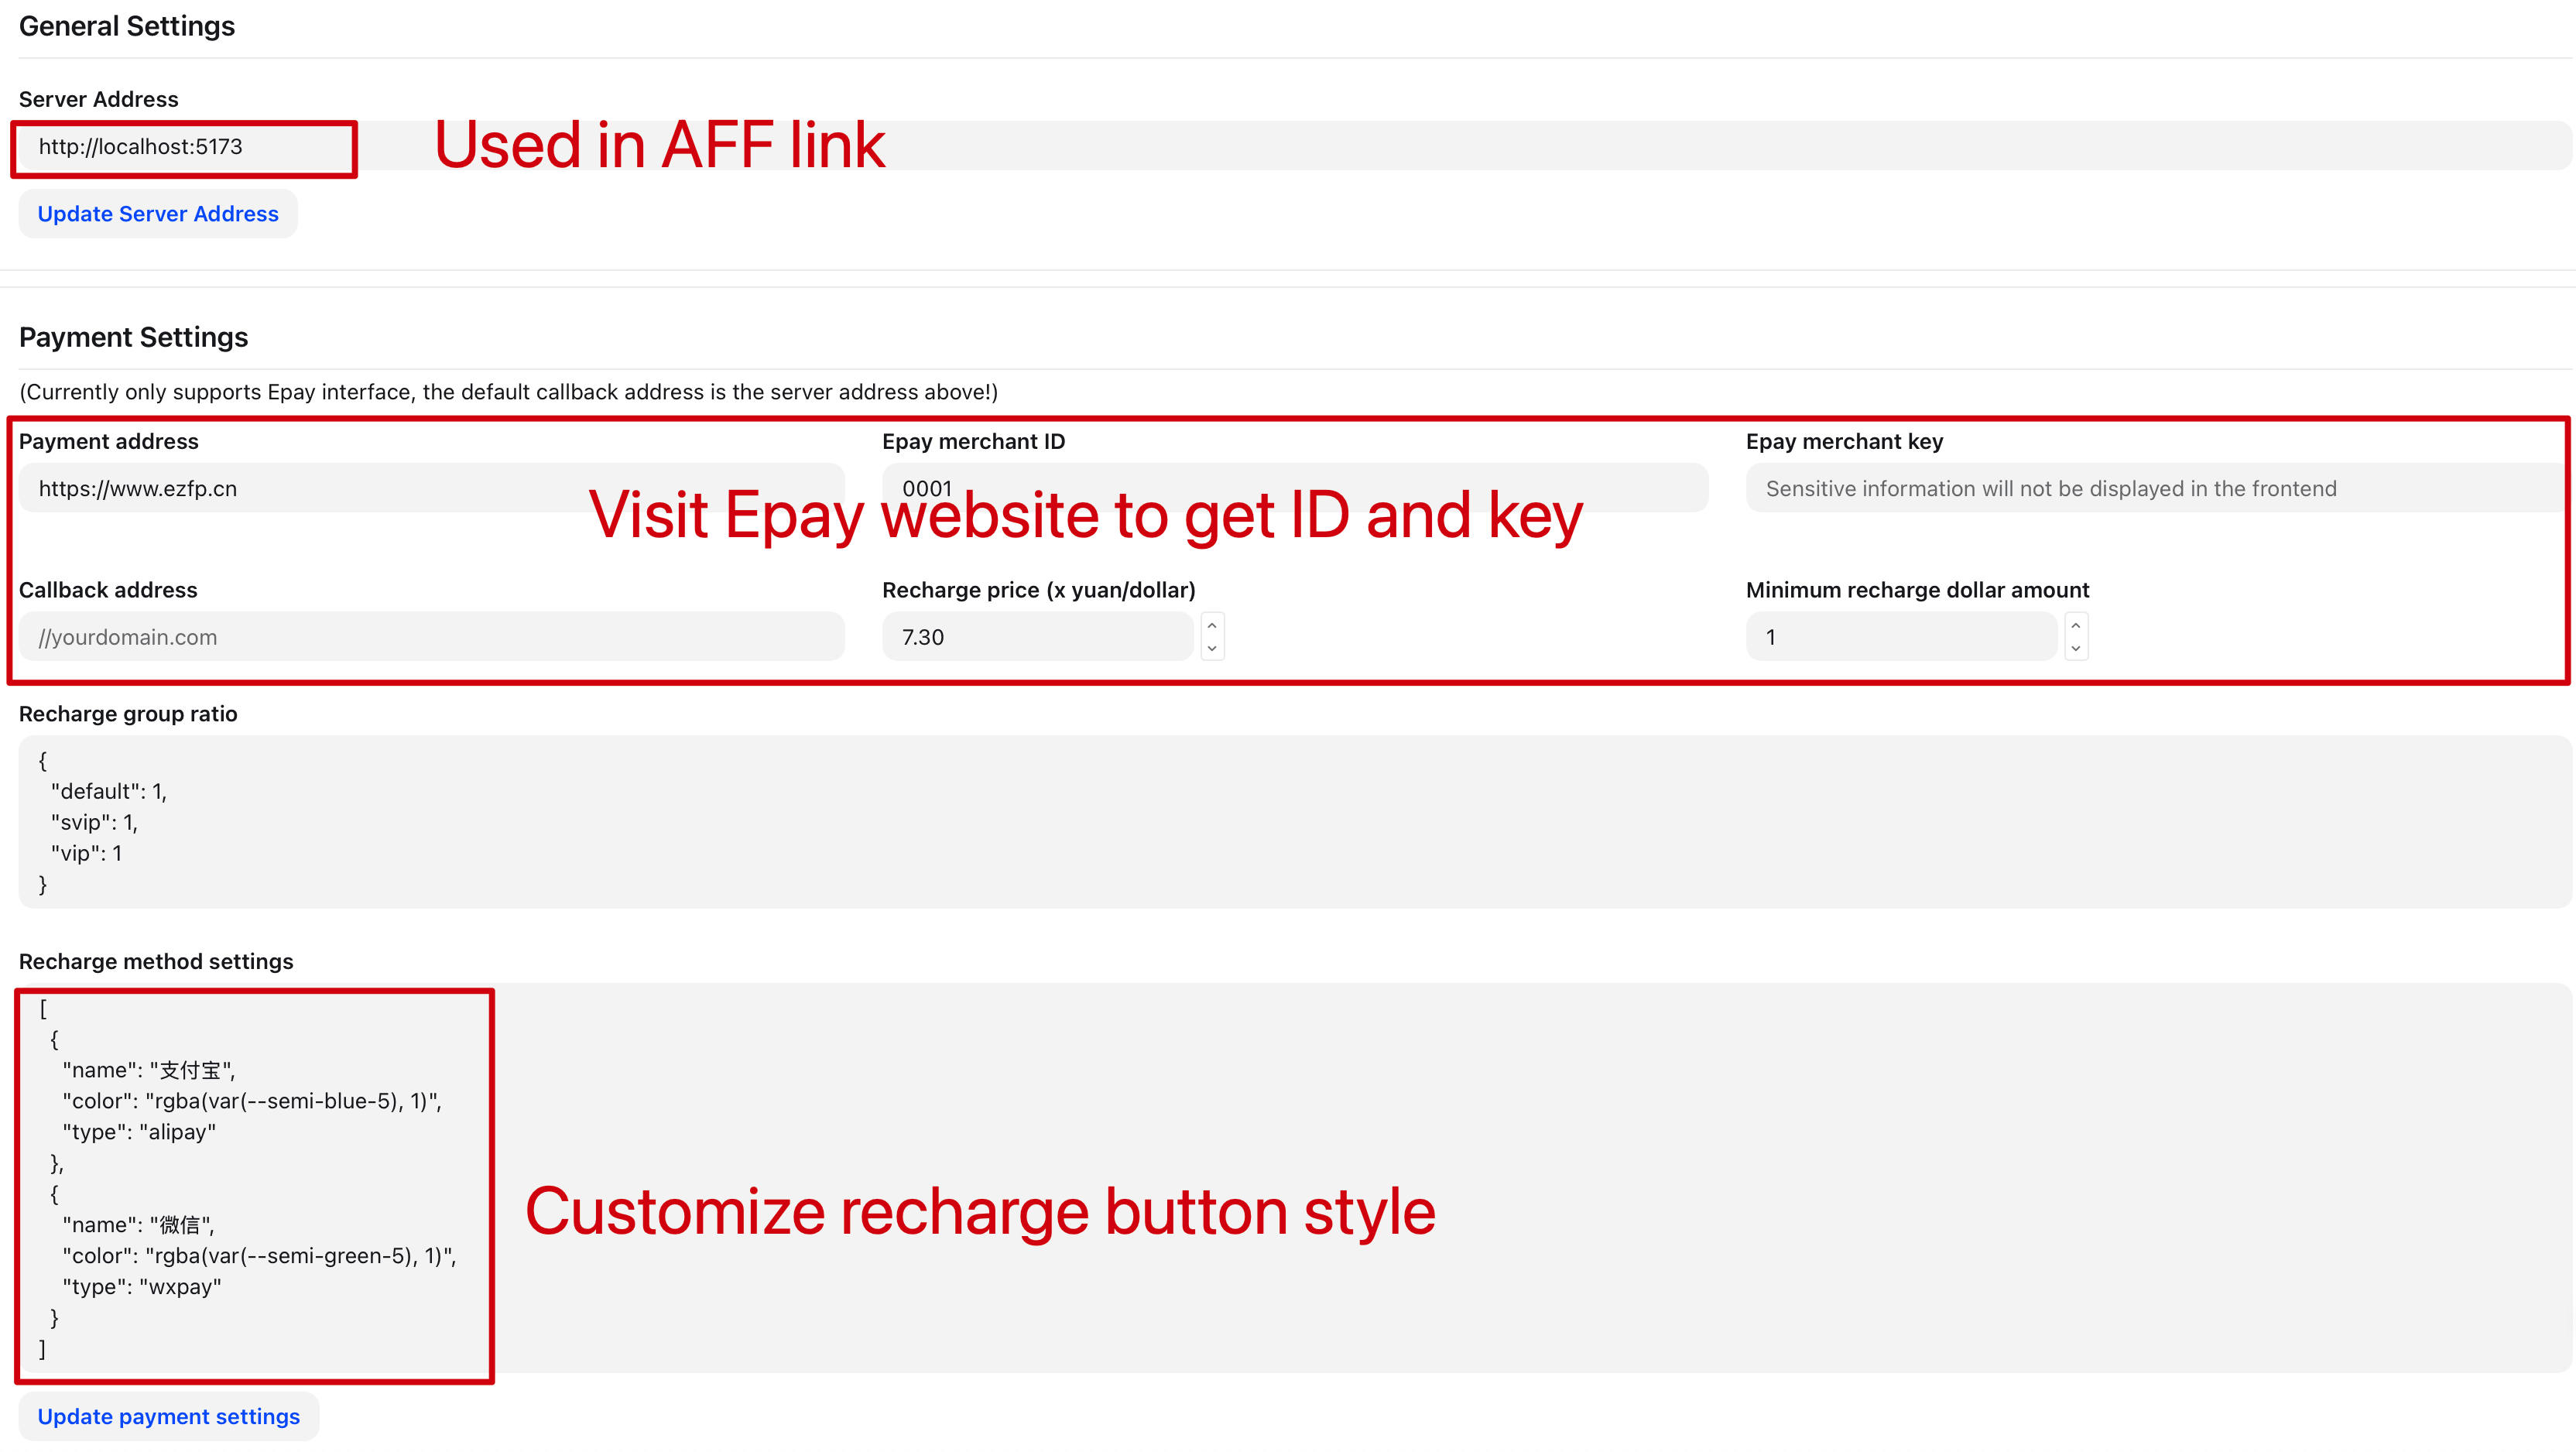 General Settings
Server Address
http://localhost:5173
Used in AFF link
Update Server Address
Payment Settings
(Currently only supports Epay interface, the default callback address is the server address above!)
Payment address
Epay merchant ID
Epay merchant key
https://www.ezfp.cn
0001
Sensitive information will not be displayed in the frontend
Visit Epay website to get ID and key
Callback address
Recharge price (x yuan/dollar)
Minimum recharge dollar amount
//yourdomain.com
7.30
1
Recharge group ratio
{
"default": 1,
"svip": 1,
"vip": 1
}
Recharge method settings
[
{
"name": "支付宝",
"color": "rgba(var(--semi-blue-5), 1)",
"type": "alipay"
},
{
"name": "微信",
"color": "rgba(var(--semi-green-5), 1)",
"type": "wxpay"
}
]
Customize recharge button style
Update payment settings